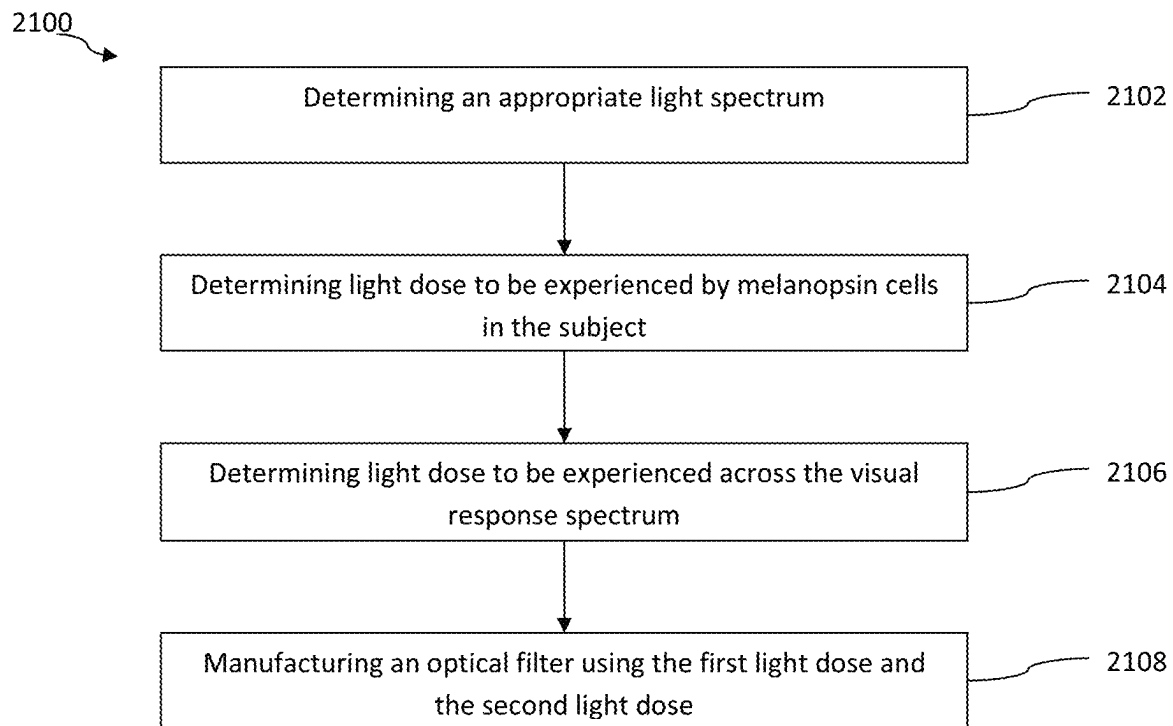 2100
Determining an appropriate light spectrum
2102
Determining light dose to be experienced by melanopsin cells
in the subject
2104
Determining light dose to be experienced across the visual
response spectrum
2106
Manufacturing an optical filter using the first light dose and
the second light dose
2108